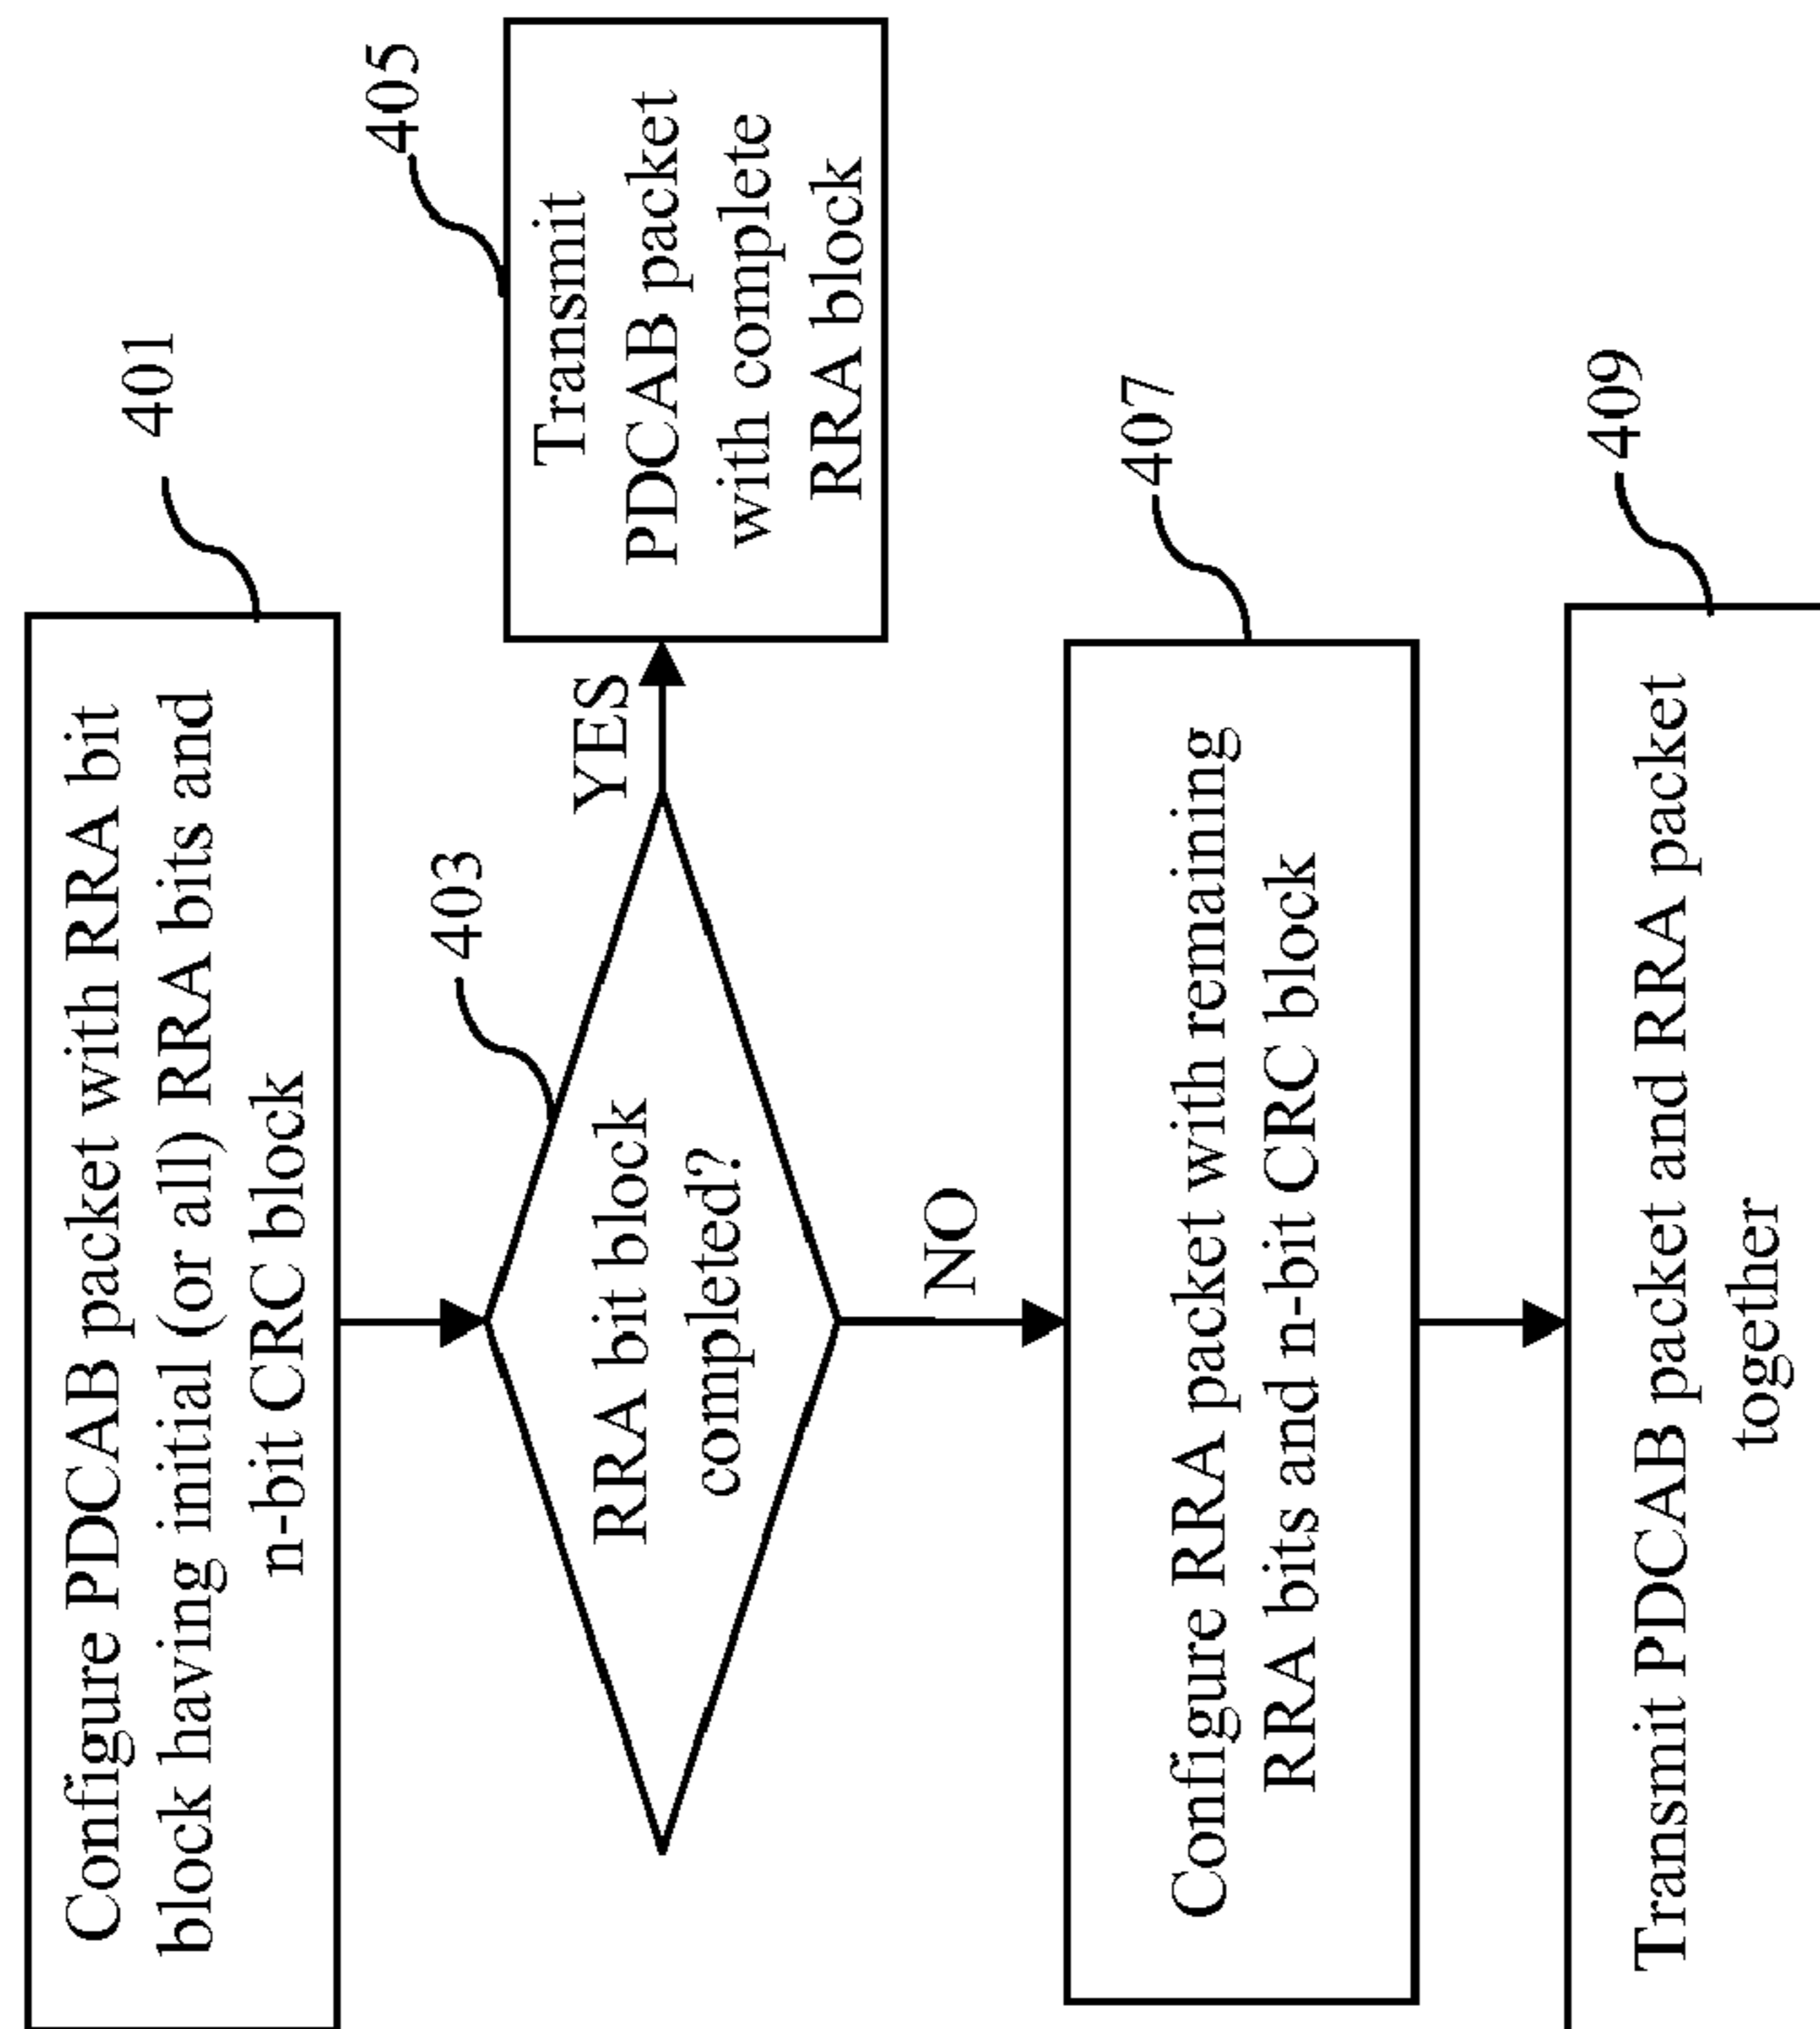 401
Configure PDCAB packet with RRA bit
block having initial (or all) RRA bits and
n-bit CRC block
403
RRA bit block
completed?
YES
405
Transmit
PDCAB packet
with complete
RRA block
NO
407
Configure RRA packet with remaining
RRA bits and n-bit CRC block
409
Transmit PDCAB packet and RRA packet
together